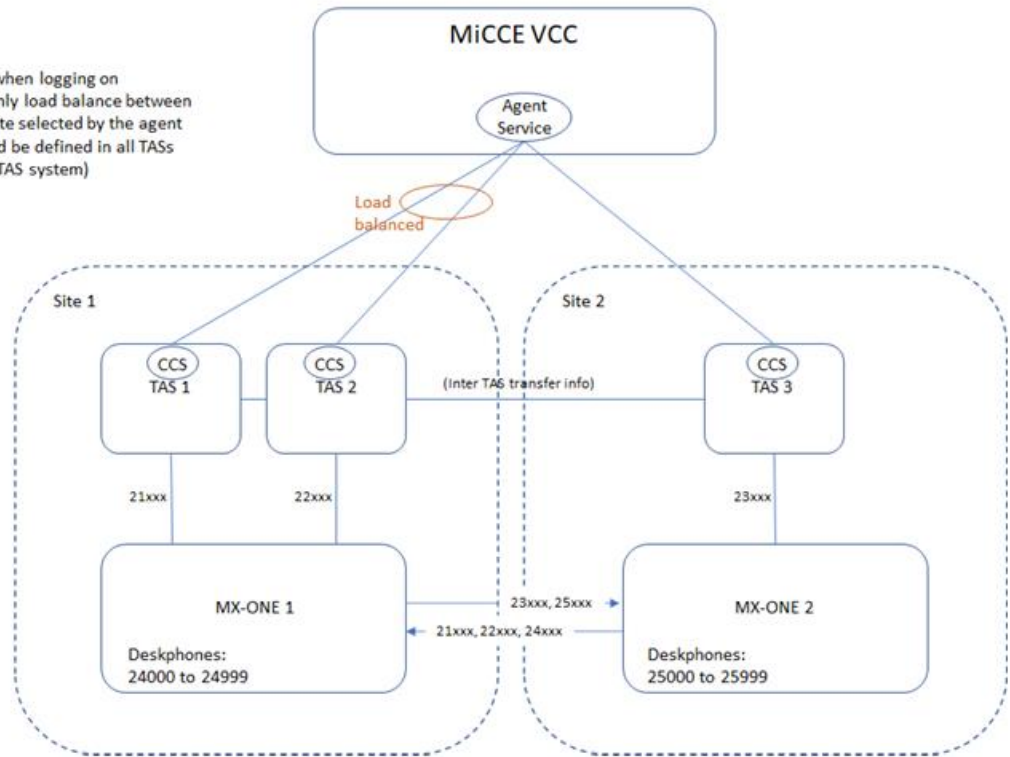 MiCCE VCC
when logging on
only load balance between
site selected by the agent
be defined in all TASs
TAS system)
Agent
Service
Load
balanced
Site 1
Site 2
CCS
TAS 1
CCS
TAS 2
(Inter TAS transfer info)
CCS
TAS 3
21xxx
22xxx
23xxx
MX-ONE 1
23xxx, 25xxx
MX-ONE 2
21xxx, 22xxx, 24xxx
Deskphones:
24000 to 24999
Deskphones:
25000 to 25999